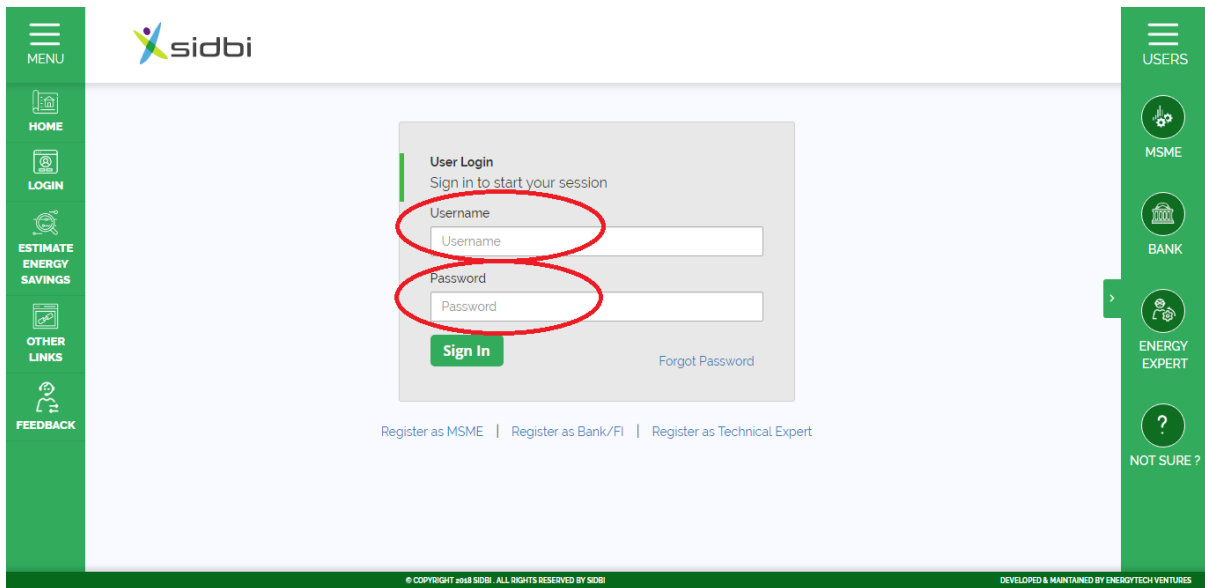 MENU
sidbi
USERS
HOME
LOGIN
ESTIMATE
ENERGY
SAVINGS
OTHER
LINKS
FEEDBACK
User Login
Sign in to start your session
Username
Username
Password
Password
Sign In
Forgot Password
Register as MSME | Register as Bank/FI | Register as Technical Expert
MSME
BANK
>
ENERGY
EXPERT
?
NOT SURE ?
© COPYRIGHT 2018 SIDBI . ALL RIGHTS RESERVED BY SIDBI
DEVELOPED & MAINTAINED BY ENERGYTECH VENTURES